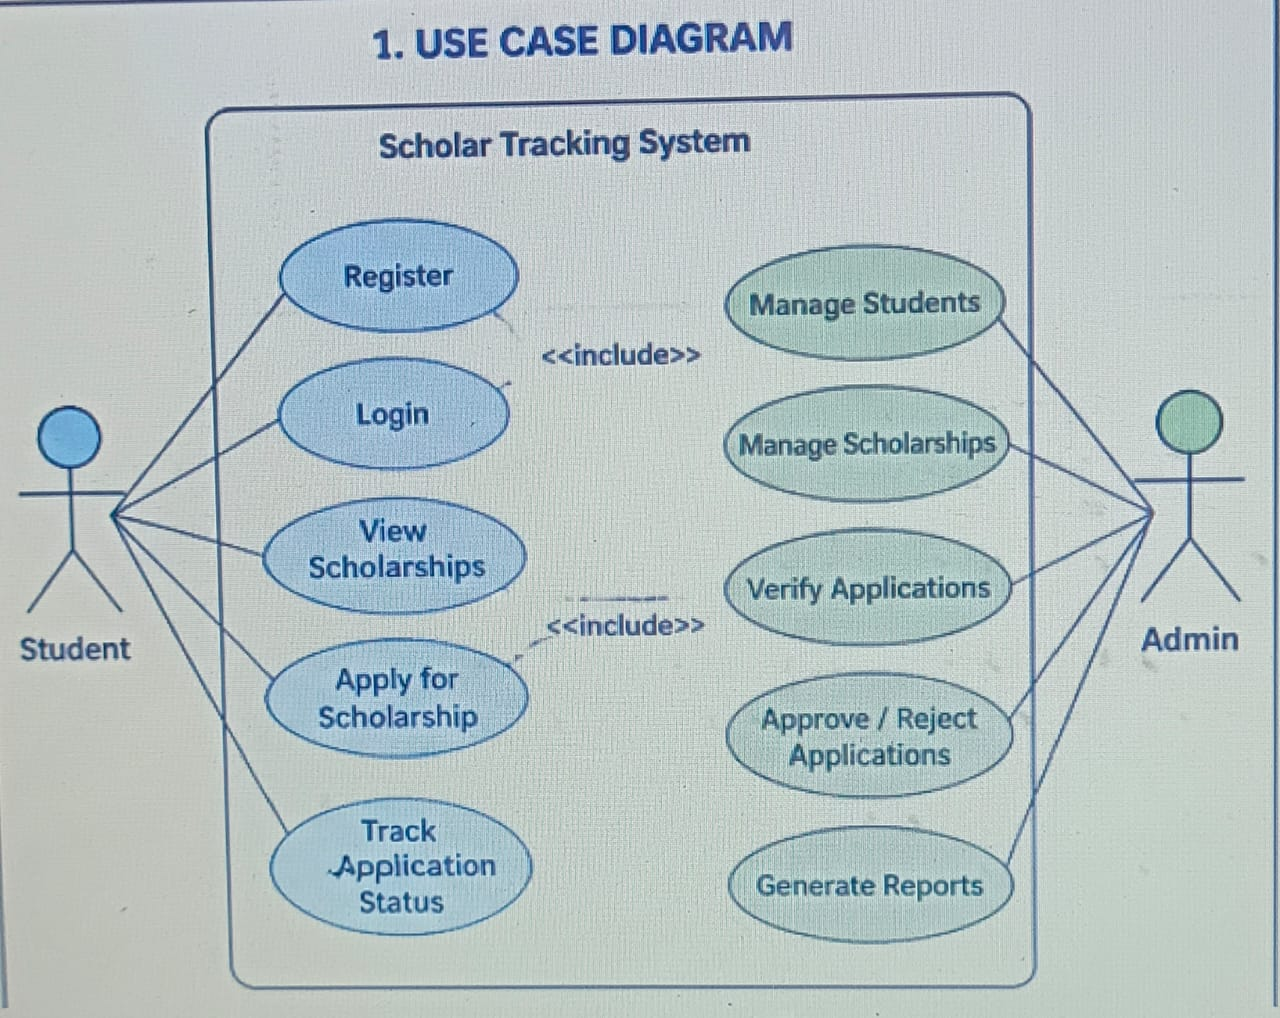 1. USE CASE DIAGRAM
Scholar Tracking System
Register
Login
View
Scholarships
Apply for
Scholarship
Track
Application
Status
<<include>>
<<include>>
Manage Students
Manage Scholarships
Verify Applications
Approve / Reject
Applications
Generate Reports
Student
Admin